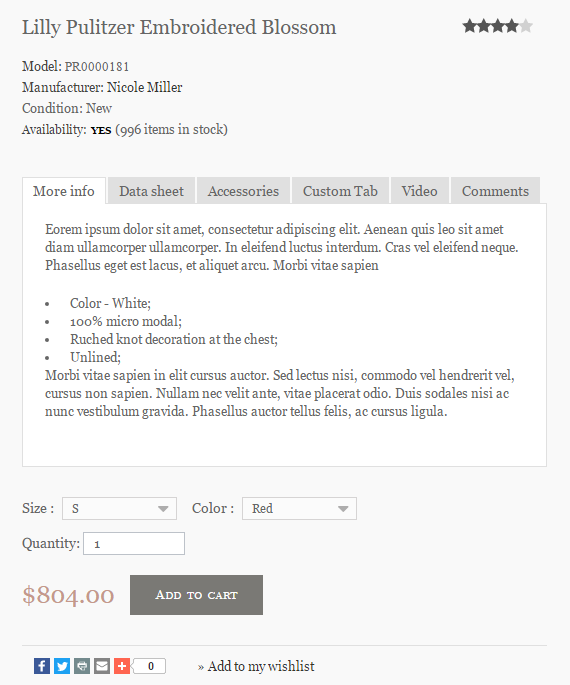 Lilly Pulitzer Embroidered Blossom
Model: PR0000181
Manufacturer: Nicole Miller
Condition: New
Availability: YES (996 items in stock)
More info Data sheet Accessories Custom Tab Video Comments
Eorem ipsum dolor sit amet, consectetur adipiscing elit. Aenean quis leo sit amet
diam ullamcorper ullamcorper. In eleifend luctus interdum. Cras vel eleifend neque.
Phasellus eget est lacus, et aliquet arcu. Morbi vitae sapien
• Color - White;
• 100% micro modal;
• Ruched knot decoration at the chest;
• Unlined;
Morbi vitae sapien in elit cursus auctor. Sed lectus nisi, commodo vel hendrerit vel,
cursus non sapien. Nullam nec velit ante, vitae placerat odio. Duis sodales nisi ac
nunc vestibulum gravida. Phasellus auctor tellus felis, ac cursus ligula.
Size : S Color : Red
Quantity: 1
$804.00 Add to cart
0 » Add to my wishlist